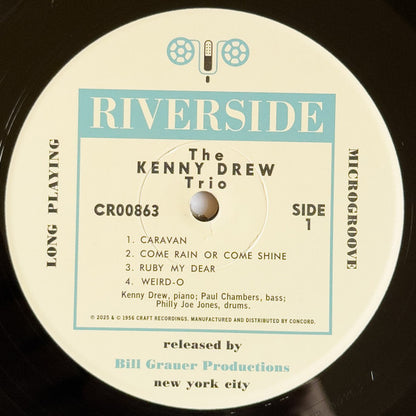 RIVERSIDE
LONG PLAYING
MICROGROOVE
The
KENNY DREW
Trio
CR00863
SIDE
1
1. CARAVAN
2. COME RAIN OR COME SHINE
3. RUBY MY DEAR
4. WEIRD-O
Kenny Drew, piano; Paul Chambers, bass;
Philly Joe Jones, drums.
℗ 2025 & © 1956 CRAFT RECORDINGS. MANUFACTURED AND DISTRIBUTED BY CONCORD.
released by
Bill Grauer Productions
new york city